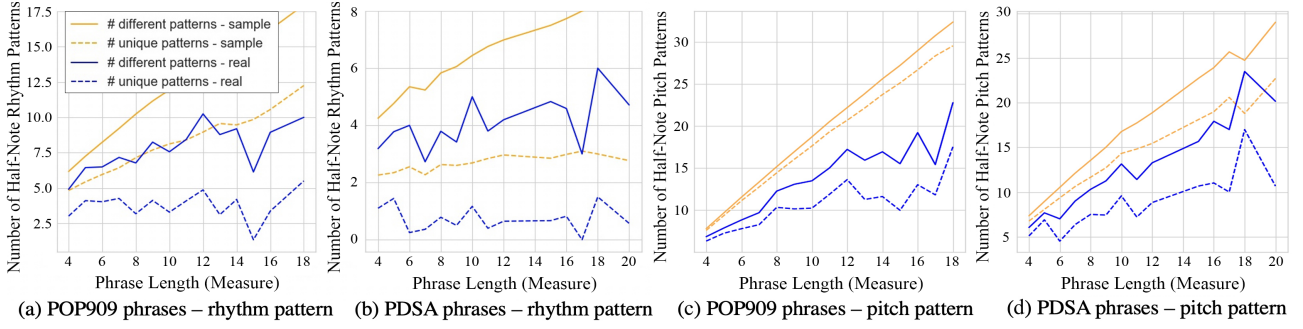 Number of Half-Note Rhythm Patterns
17.5
15.0
12.5
10.0
7.5
5.0
2.5
# different patterns - sample
# unique patterns - sample
# different patterns - real
# unique patterns - real
4 6 8 10 12 14 16 18
Phrase Length (Measure)
(a) POP909 phrases – rhythm pattern
Number of Half-Note Rhythm Patterns
8
6
4
2
0
4 6 8 10 12 14 16 18 20
Phrase Length (Measure)
(b) PDSA phrases – rhythm pattern
Number of Half-Note Pitch Patterns
30
25
20
15
10
4 6 8 10 12 14 16 18
Phrase Length (Measure)
(c) POP909 phrases – pitch pattern
Number of Half-Note Pitch Patterns
30
25
20
15
10
5
4 6 8 10 12 14 16 18 20
Phrase Length (Measure)
(d) PDSA phrases – pitch pattern